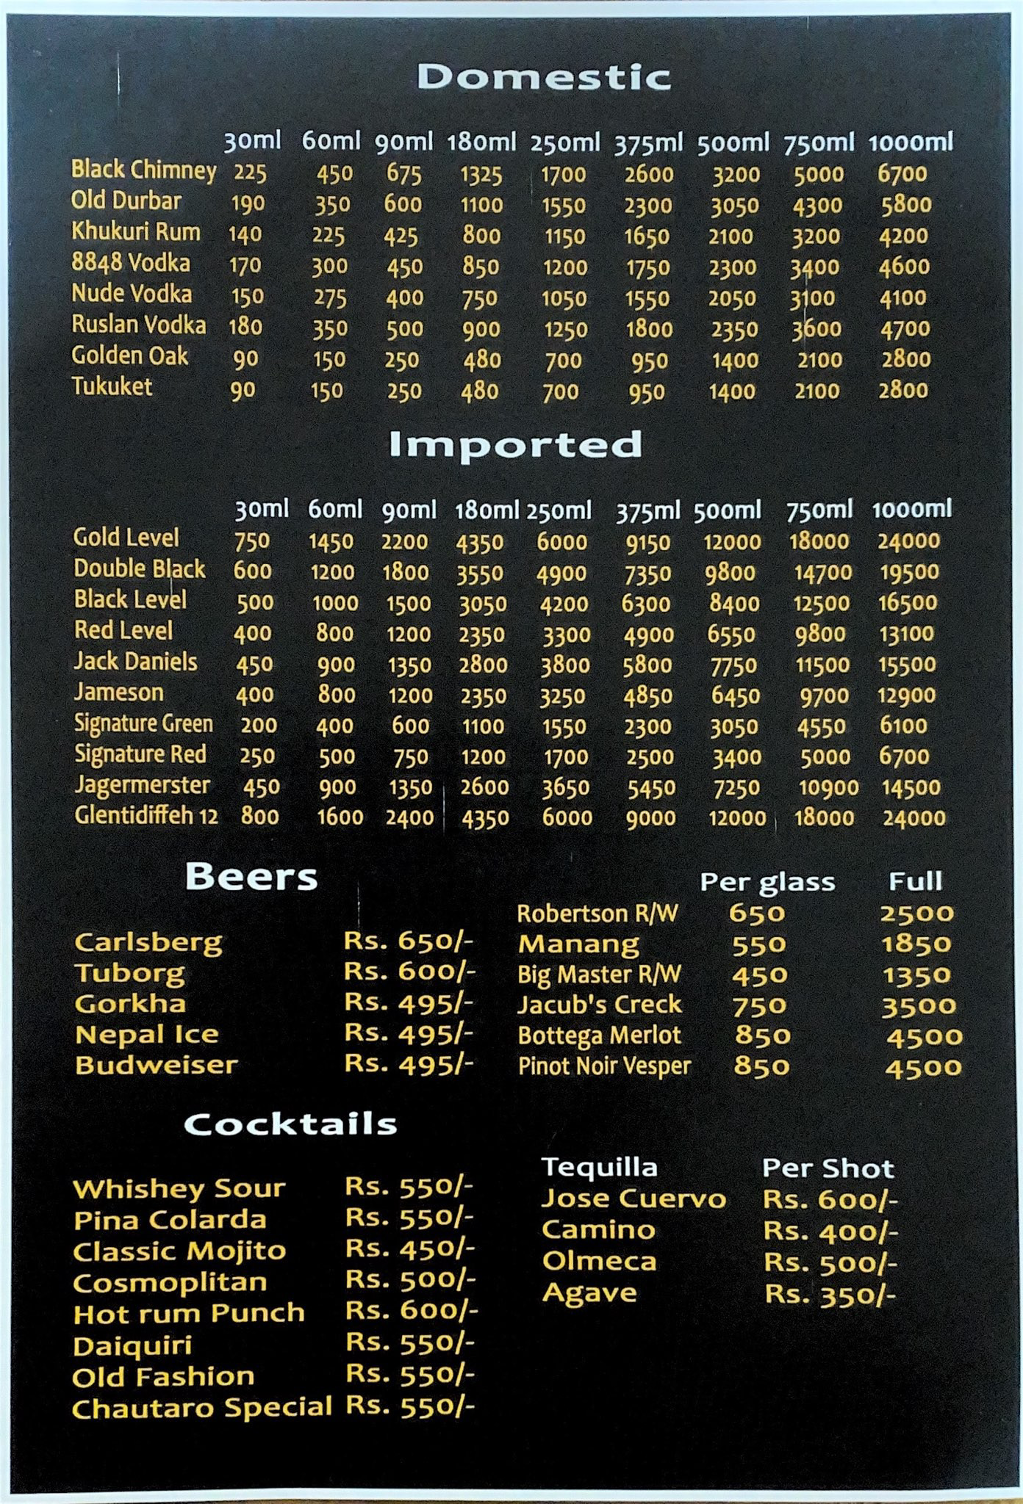 Domestic
30ml 60ml 90ml 180ml 250ml 375ml 500ml 750ml 1000ml
Black Chimney 225 450 675 1325 1700 2600 3200 5000 6700
Old Durbar 190 350 600 1100 1550 2300 3050 4300 5800
Khukuri Rum 140 225 425 800 1150 1650 2100 3200 4200
8848 Vodka 170 300 450 850 1200 1750 2300 3400 4600
Nude Vodka 150 275 400 750 1050 1550 2050 3100 4100
Ruslan Vodka 180 350 500 900 1250 1800 2350 3600 4700
Golden Oak 90 150 250 480 700 950 1400 2100 2800
Tukuket 90 150 250 480 700 950 1400 2100 2800
Imported
30ml 60ml 90ml 180ml 250ml 375ml 500ml 750ml 1000ml
Gold Level 750 1450 2200 4350 6000 9150 12000 18000 24000
Double Black 600 1200 1800 3550 4900 7350 9800 14700 19500
Black Level 500 1000 1500 3050 4200 6300 8400 12500 16500
Red Level 400 800 1200 2350 3300 4900 6550 9800 13100
Jack Daniels 450 900 1350 2800 3800 5800 7750 11500 15500
Jameson 400 800 1200 2350 3250 4850 6450 9700 12900
Signature Green 200 400 600 1100 1550 2300 3050 4550 6100
Signature Red 250 500 750 1200 1700 2500 3400 5000 6700
Jagermerster 450 900 1350 2600 3650 5450 7250 10900 14500
Glentidiffeh 12 800 1600 2400 4350 6000 9000 12000 18000 24000
Beers
Carlsberg Rs. 650/-
Tuborg Rs. 600/-
Gorkha Rs. 495/-
Nepal Ice Rs. 495/-
Budweiser Rs. 495/-
Per glass Full
Robertson R/W 650 2500
Manang 550 1850
Big Master R/W 450 1350
Jacub's Creck 750 3500
Bottega Merlot 850 4500
Pinot Noir Vesper 850 4500
Cocktails
Whishey Sour Rs. 550/-
Pina Colarda Rs. 550/-
Classic Mojito Rs. 450/-
Cosmoplitan Rs. 500/-
Hot rum Punch Rs. 600/-
Daiquiri Rs. 550/-
Old Fashion Rs. 550/-
Chautaro Special Rs. 550/-
Tequilla Per Shot
Jose Cuervo Rs. 600/-
Camino Rs. 400/-
Olmeca Rs. 500/-
Agave Rs. 350/-